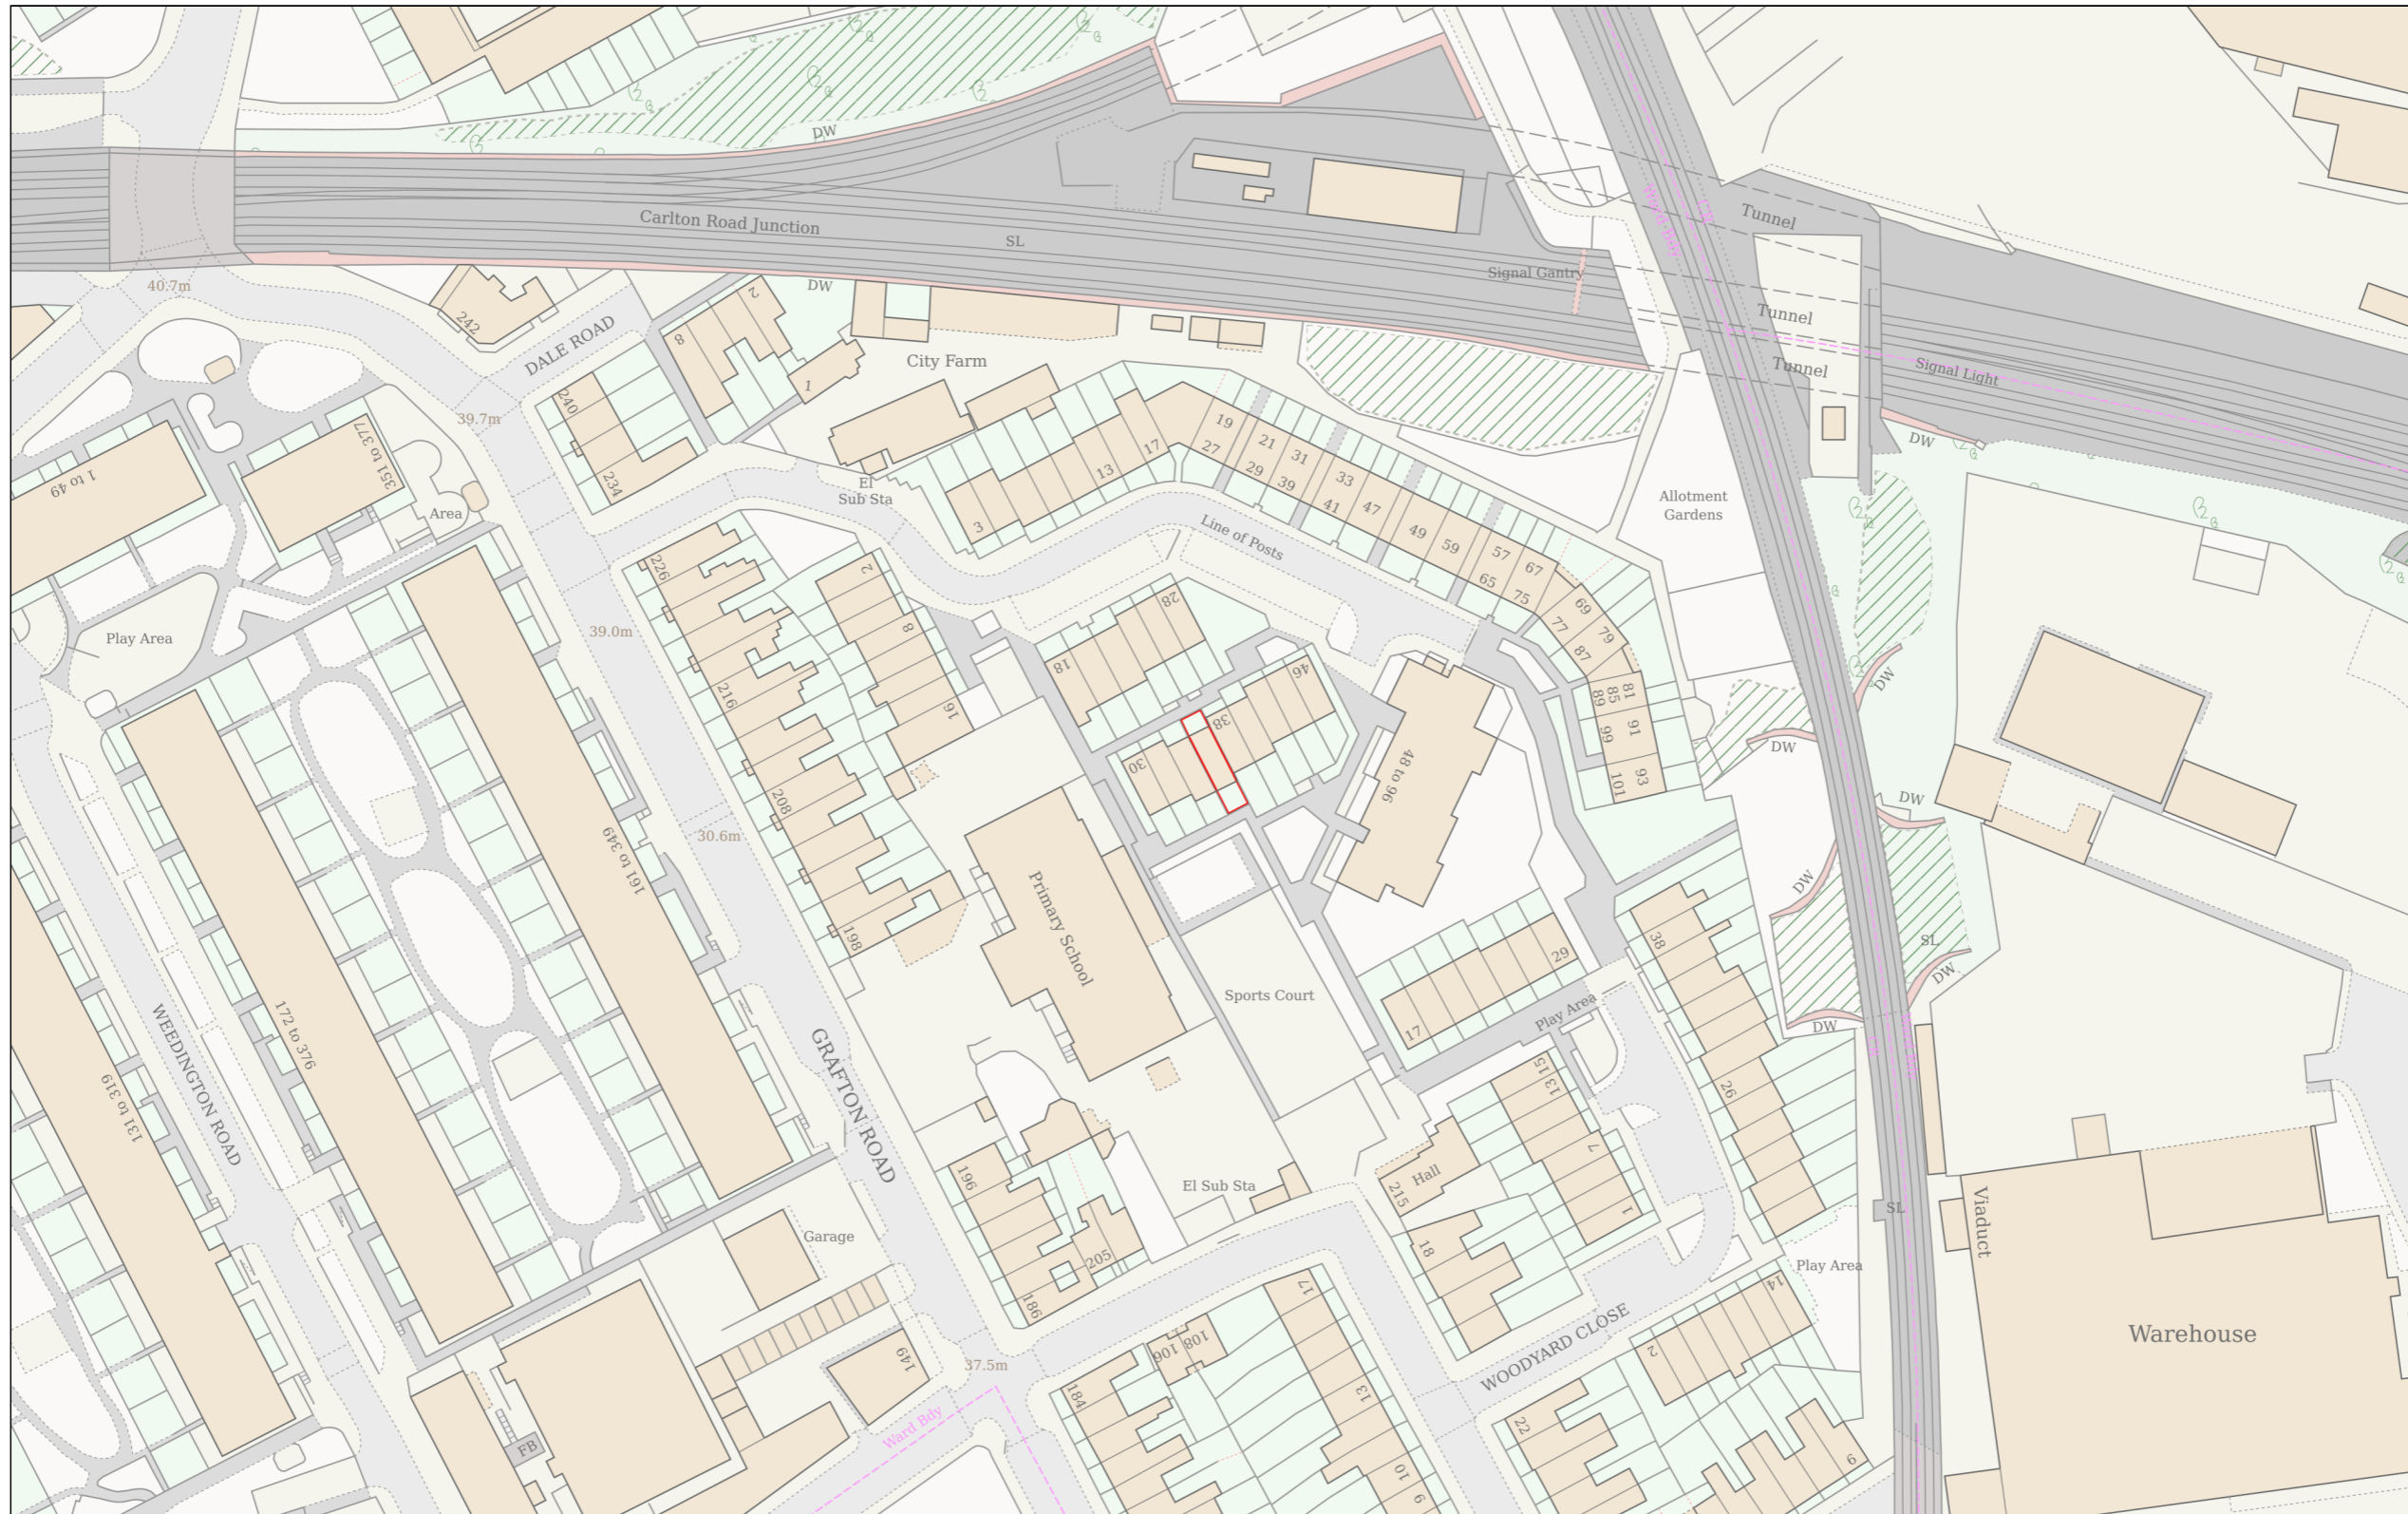 DW
Carlton Road Junction
SL
Tunnel
Signal Gantry
40.7m
DW
242
DALE ROAD
2
8
1
City Farm
Tunnel
Tunnel
Signal Light
240
39.7m
234
351 to 377
1 to 49
Area
El
Sub Sta
3
13
17
19
27
21
29
31
39
33
41
47
49
59
57
65
67
75
69
77
79
87
Line of Posts
Allotment
Gardens
DW
226
2
8
28
18
39.0m
Play Area
216
16
46
38
30
81
85
89
91
99
93
101
DW
DW
48 to 96
208
30.6m
161 to 349
DW
DW
198
Primary School
Sports Court
38
29
17
Play Area
SL
DW
DW
172 to 376
WEEDINGTON ROAD
131 to 319
GRAFTON ROAD
26
15
13
7
1
Hall
215
196
El Sub Sta
Garage
205
186
18
SL
Viaduct
Play Area
Warehouse
14
2
WOODYARD CLOSE
17
108
106
149
37.5m
184
13
10
9
22
9
Ward Bdy
FB